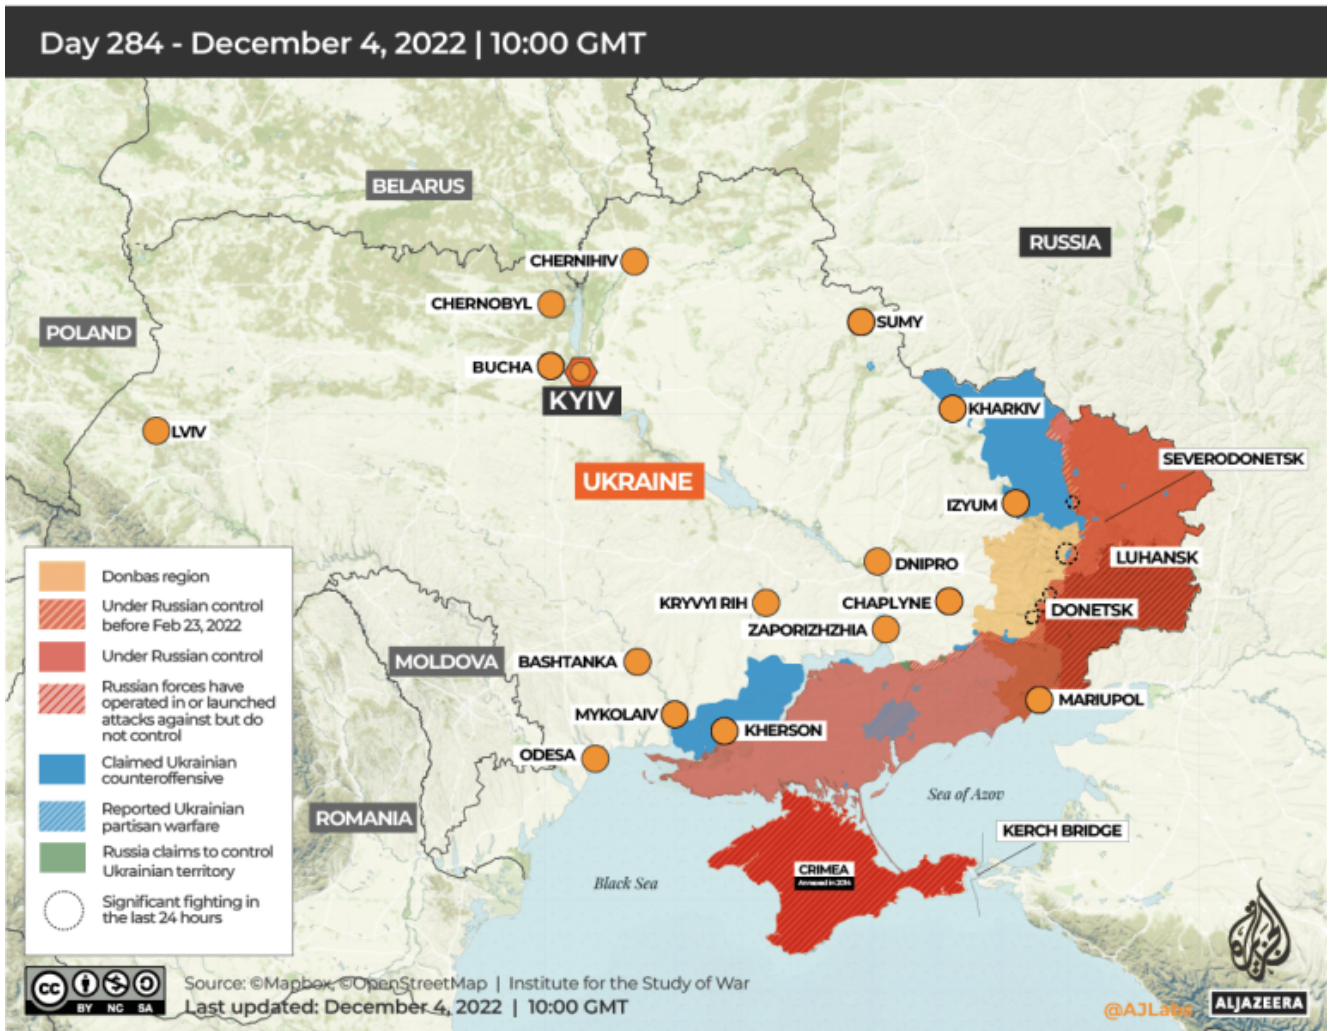 Day 284 - December 4, 2022 | 10:00 GMT
BELARUS
RUSSIA
CHERNIHIV
CHERNOBYL
POLAND
SUMY
BUCHA
KYIV
KHARKIV
LVIV
SEVERODONETSK
UKRAINE
IZYUM
LUHANSK
DNIPRO
KRYVYI RIH
CHAPLYNE
DONETSK
ZAPORIZHZHIA
MOLDOVA
BASHTANKA
MARIUPOL
MYKOLAIV
KHERSON
ODESA
Sea of Azov
ROMANIA
KERCH BRIDGE
CRIMEA
Annexed in 2014
Black Sea
Donbas region
Under Russian control
before Feb 23, 2022
Under Russian control
Russian forces have
operated in or launched
attacks against but do
not control
Claimed Ukrainian
counteroffensive
Reported Ukrainian
partisan warfare
Russia claims to control
Ukrainian territory
Significant fighting in
the last 24 hours
cc
BY NC SA
Source: ©Mapbox, ©OpenStreetMap | Institute for the Study of War
Last updated: December 4, 2022 | 10:00 GMT
@AJLabs
الجزيرة
ALJAZEERA